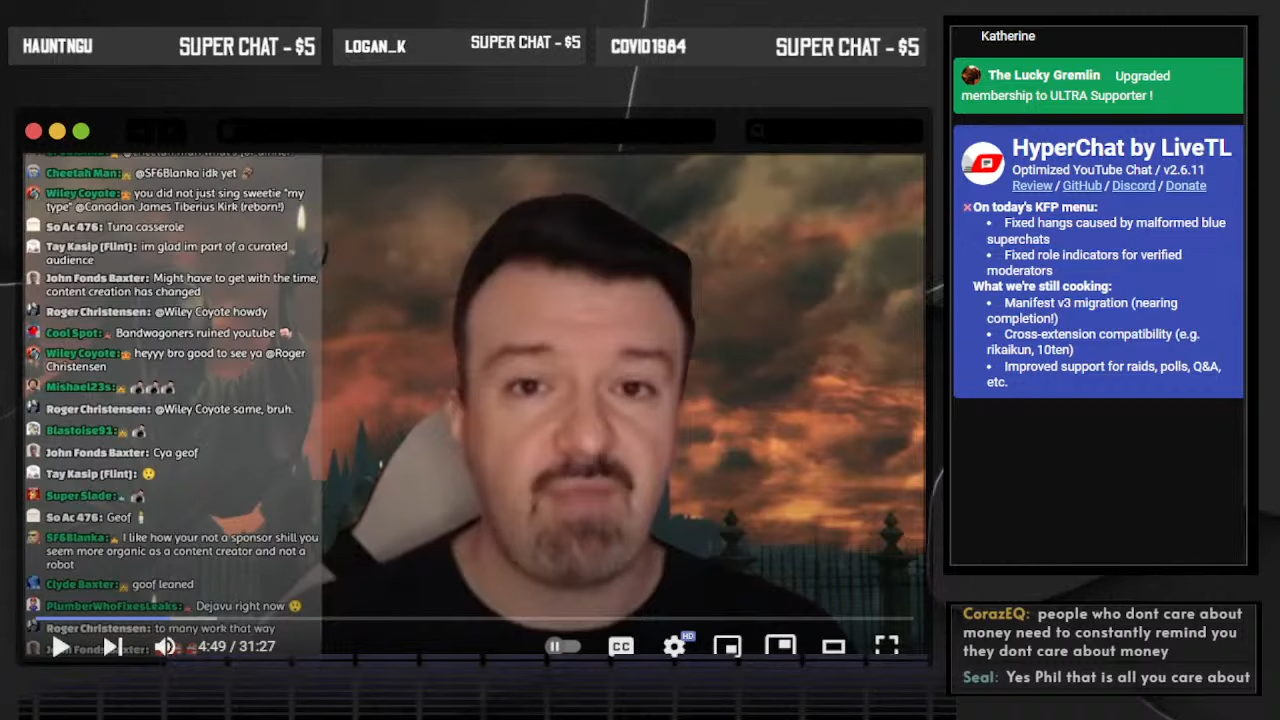 HAUNTNGU
SUPER CHAT - $5
LOGAN_K
SUPER CHAT - $5
COVID1984
SUPER CHAT - $5
Cheetah Man: @SF6Blanka idk yet
Wiley Coyote: you did not just sing sweetie "my
type" @Canadian James Tiberius Kirk (reborn!)
So Ac 476: Tuna casserole
Tay Kasip (Flint): im glad im part of a curated
audience
John Fonds Baxter: Might have to get with the time,
content creation has changed
Roger Christensen: @Wiley Coyote howdy
Cool Spot: Bandwagoners ruined youtube
Wiley Coyote: heyyy bro good to see ya @Roger
Christensen
Mishael23s:
Roger Christensen: @Wiley Coyote same, bruh.
Blastoise91:
John Fonds Baxter: Cya geof
Tay Kasip (Flint): 😲
Super Slade:
So Ac 476: Geof
SF6Blanka: I like how your not a sponsor shill you
seem more organic as a content creator and not a
robot
Clyde Baxter: goof leaned
PlumberWhoFixesLeaks: Dejavu right now 😲
Roger Christensen: to many work that way
John Fonds Baxter:
4:49 / 31:27
CC
HD
Katherine
The Lucky Gremlin Upgraded
membership to ULTRA Supporter !
HyperChat by LiveTL
Optimized YouTube Chat / v2.6.11
Review / GitHub / Discord / Donate
❌On today's KFP menu:
• Fixed hangs caused by malformed blue
superchats
• Fixed role indicators for verified
moderators
What we're still cooking:
• Manifest v3 migration (nearing
completion!)
• Cross-extension compatibility (e.g.
rikaikun, 10ten)
• Improved support for raids, polls, Q&A,
etc.
CorazEQ: people who dont care about
money need to constantly remind you
they dont care about money
Seal: Yes Phil that is all you care about